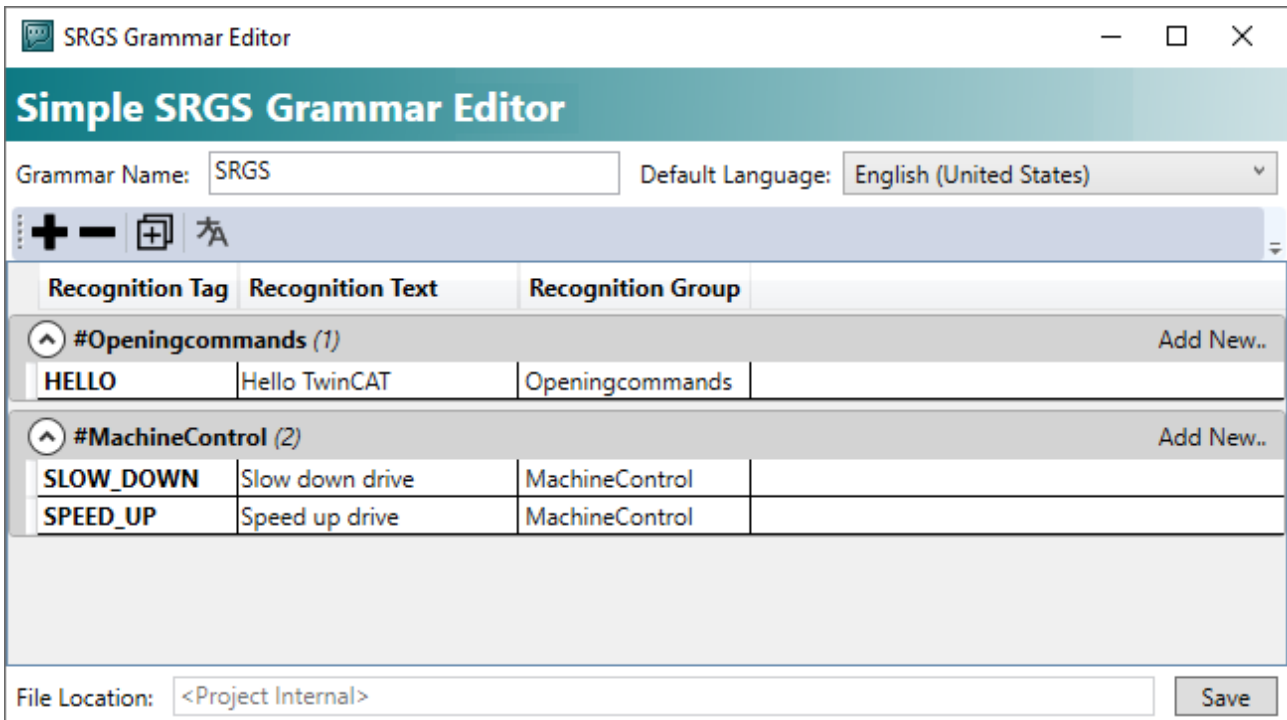 SRGS Grammar Editor
Simple SRGS Grammar Editor
Grammar Name: SRGS Default Language: English (United States)
Recognition Tag Recognition Text Recognition Group
#Openingcommands (1) Add New..
HELLO Hello TwinCAT Openingcommands
#MachineControl (2) Add New..
SLOW_DOWN Slow down drive MachineControl
SPEED_UP Speed up drive MachineControl
File Location: <Project Internal> Save